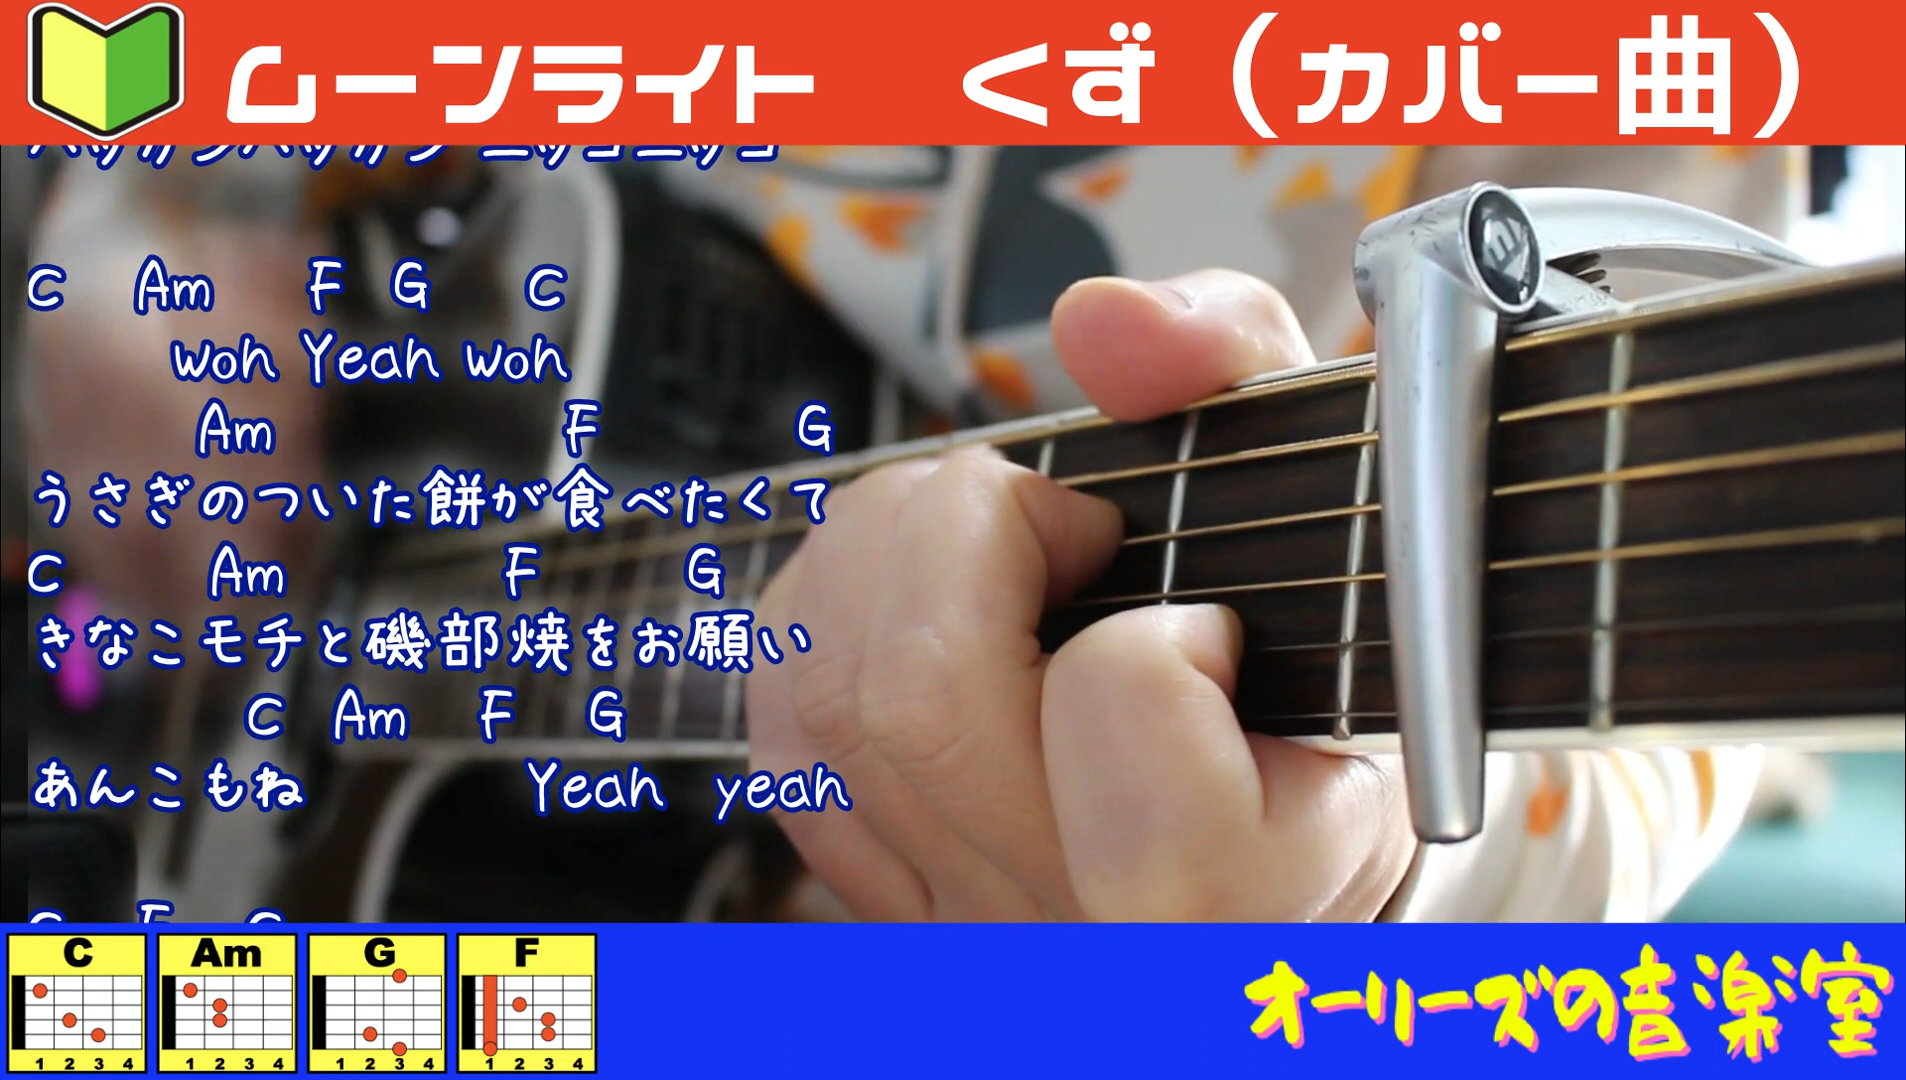 ムーンライト　くず（カバー曲）
C Am F G C
woh Yeah woh
Am F G
うさぎのついた餅が食べたくて
C Am F G
きなこモチと磯部焼をお願い
C Am F G
あんこもね Yeah yeah
C F G
C Am G F
1 2 3 4 1 2 3 4 1 2 3 4 1 2 3 4
オーリーズの音楽室